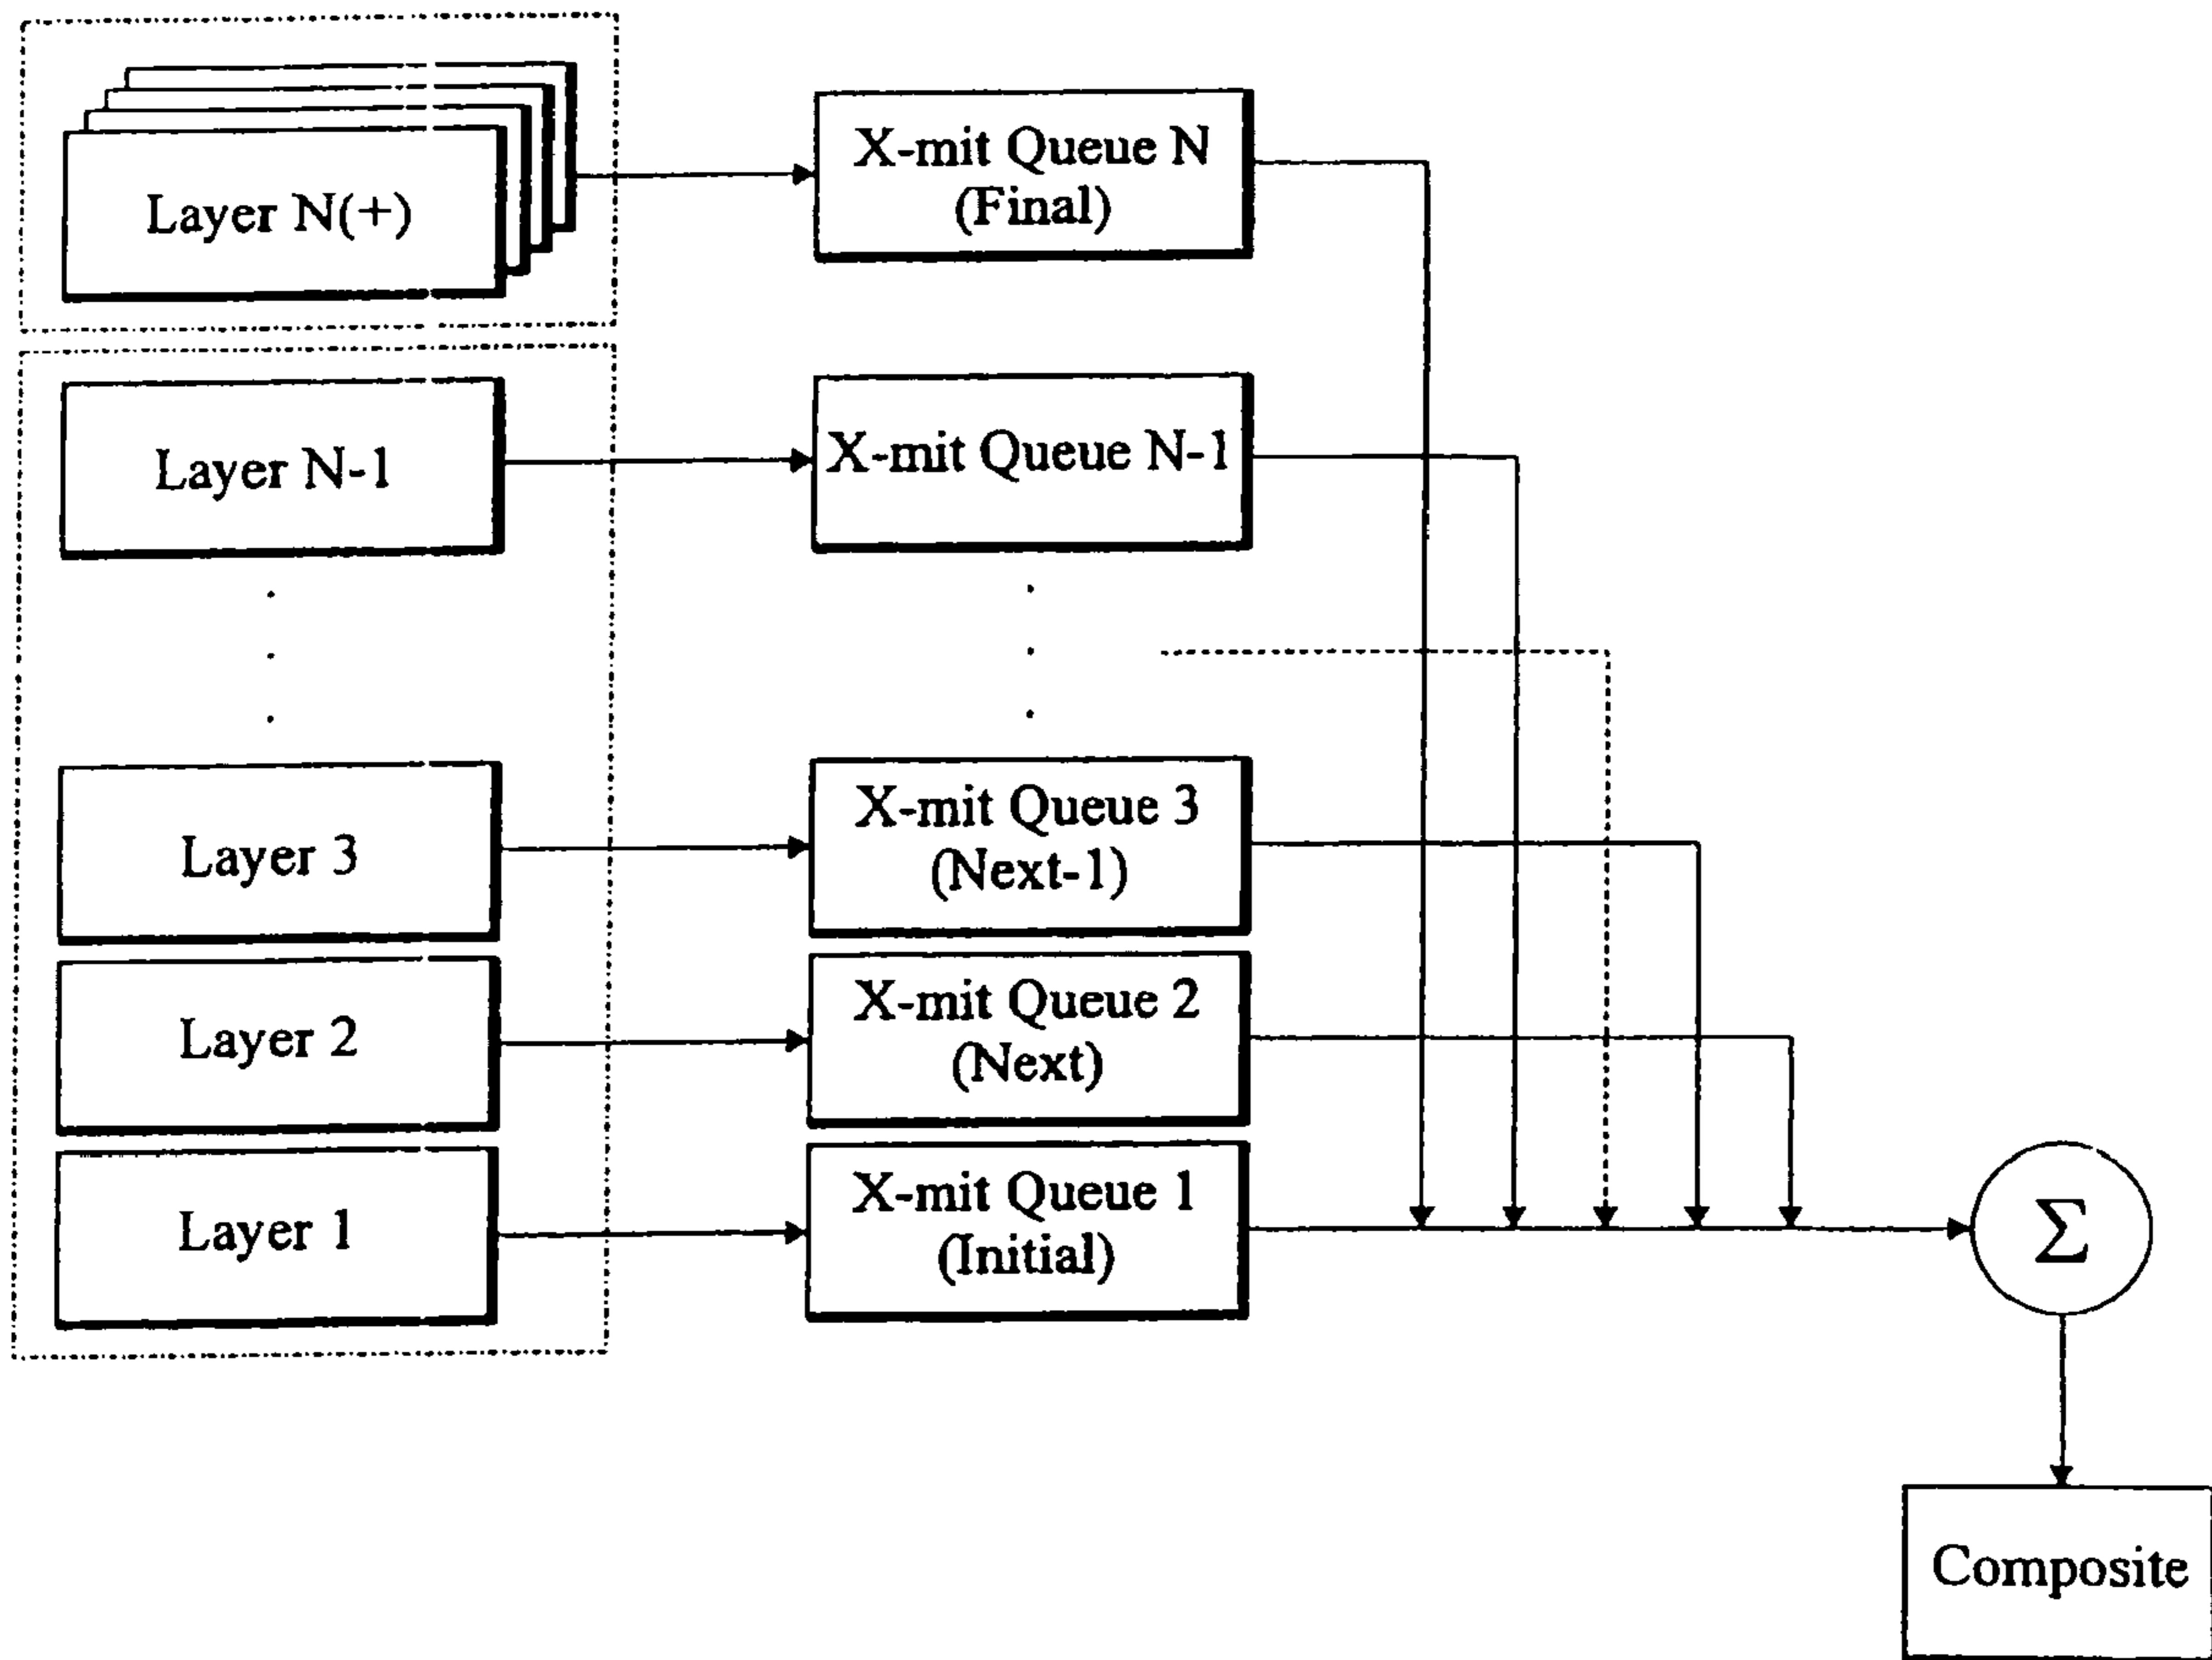 Layer N(+)
X-mit Queue N
(Final)
Layer N-1
X-mit Queue N-1
Layer 3
X-mit Queue 3
(Next-1)
Layer 2
X-mit Queue 2
(Next)
Layer 1
X-mit Queue 1
(Initial)
Σ
Composite